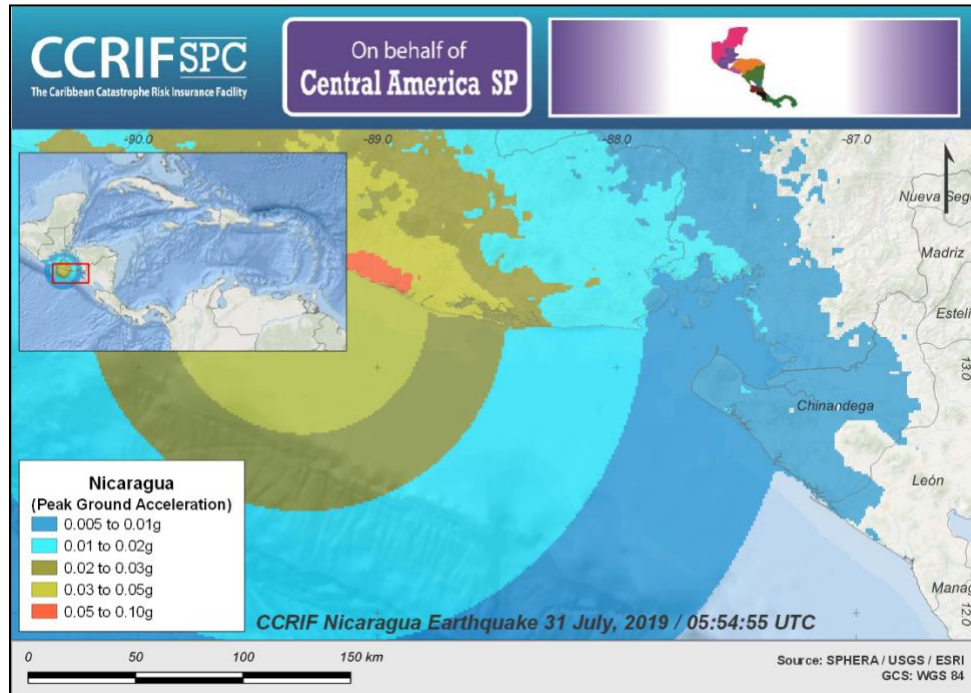 CCRIF SPC
The Caribbean Catastrophe Risk Insurance Facility
On behalf of
Central America SP
-90.0
-89.0
-88.0
-87.0
Nueva Sego
Madriz
Estelí
13.0
Chinandega
León
Manag
12.0
Nicaragua
(Peak Ground Acceleration)
0.005 to 0.01g
0.01 to 0.02g
0.02 to 0.03g
0.03 to 0.05g
0.05 to 0.10g
CCRIF Nicaragua Earthquake 31 July, 2019 / 05:54:55 UTC
0 50 100 150 km
Source: SPHERA / USGS / ESRI
GCS: WGS 84